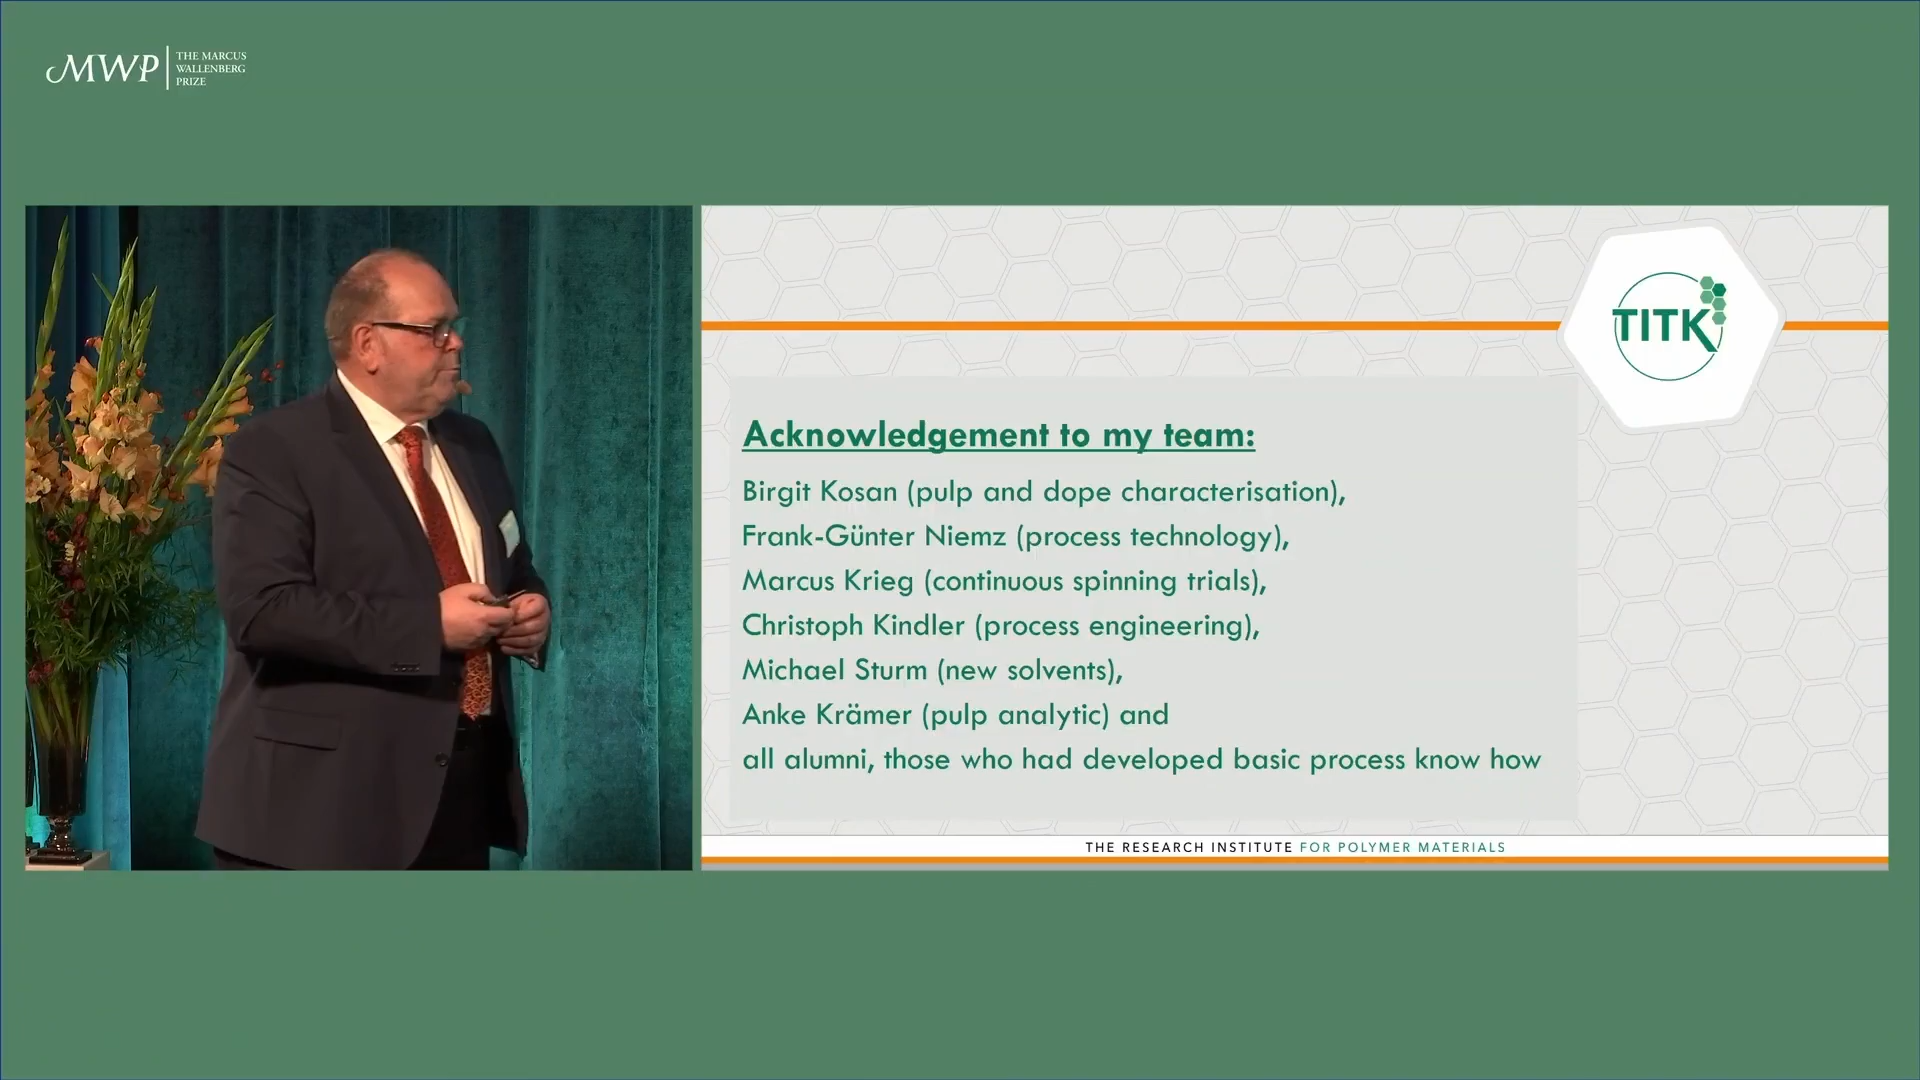 MWP
THE MARCUS
WALLENBERG
PRIZE
TITK
Acknowledgement to my team:
Birgit Kosan (pulp and dope characterisation),
Frank-Günter Niemz (process technology),
Marcus Krieg (continuous spinning trials),
Christoph Kindler (process engineering),
Michael Sturm (new solvents),
Anke Krämer (pulp analytic) and
all alumni, those who had developed basic process know how
THE RESEARCH INSTITUTE FOR POLYMER MATERIALS